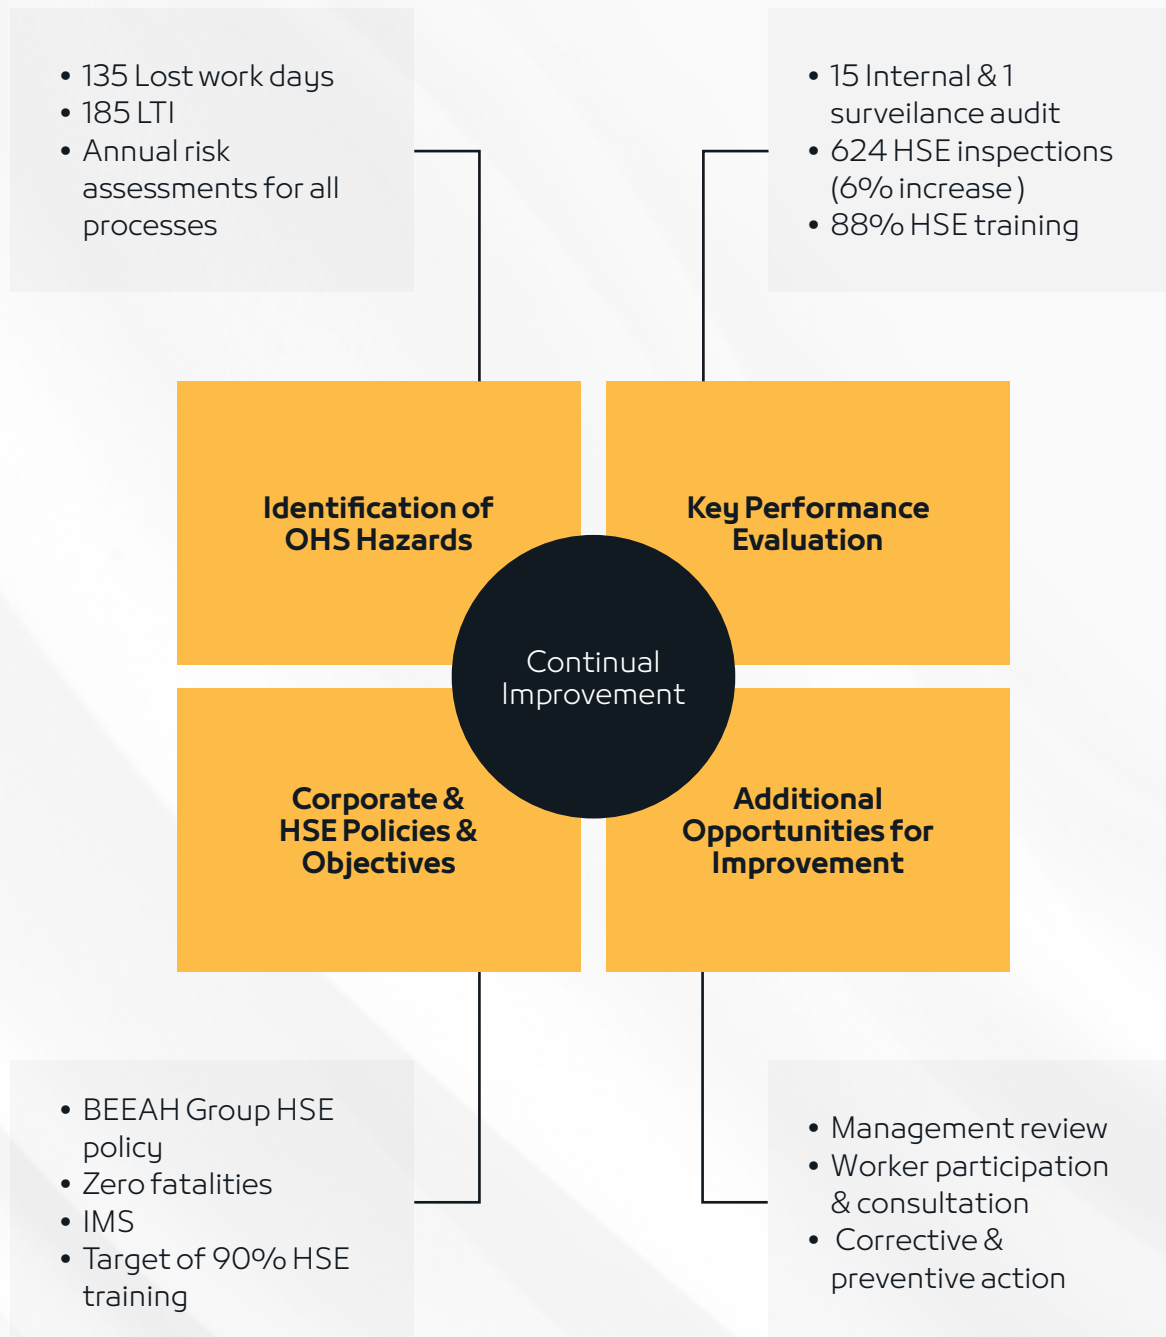 • 135 Lost work days
• 185 LTI
• Annual risk
assessments for all
processes
• 15 Internal & 1
surveilance audit
• 624 HSE inspections
(6% increase )
• 88% HSE training
Identification of
OHS Hazards
Key Performance
Evaluation
Continual
Improvement
Corporate &
HSE Policies &
Objectives
Additional
Opportunities for
Improvement
• BEEAH Group HSE
policy
• Zero fatalities
• IMS
• Target of 90% HSE
training
• Management review
• Worker participation
& consultation
• Corrective &
preventive action